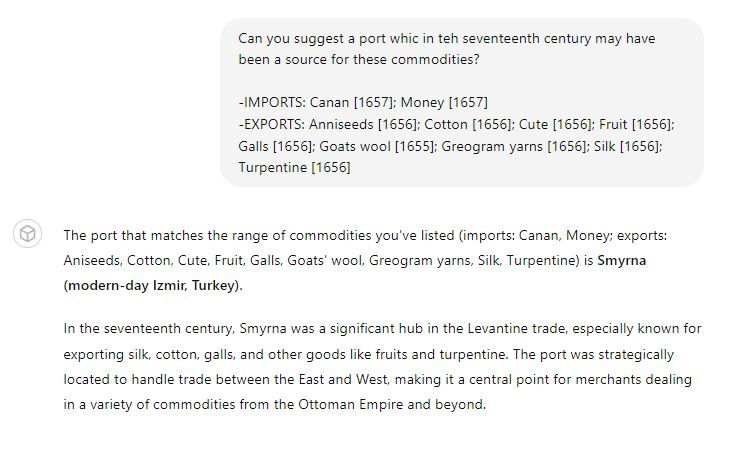 Can you suggest a port whic in teh seventeenth century may have
been a source for these commodities?
-IMPORTS: Canan [1657]; Money [1657]
-EXPORTS: Anniseeds [1656]; Cotton [1656]; Cute [1656]; Fruit [1656];
Galls [1656]; Goats wool [1655]; Greogram yarns [1656]; Silk [1656];
Turpentine [1656]
The port that matches the range of commodities you've listed (imports: Canan, Money; exports:
Aniseeds, Cotton, Cute, Fruit, Galls, Goats' wool, Greogram yarns, Silk, Turpentine) is Smyrna
(modern-day Izmir, Turkey).
In the seventeenth century, Smyrna was a significant hub in the Levantine trade, especially known for
exporting silk, cotton, galls, and other goods like fruits and turpentine. The port was strategically
located to handle trade between the East and West, making it a central point for merchants dealing
in a variety of commodities from the Ottoman Empire and beyond.